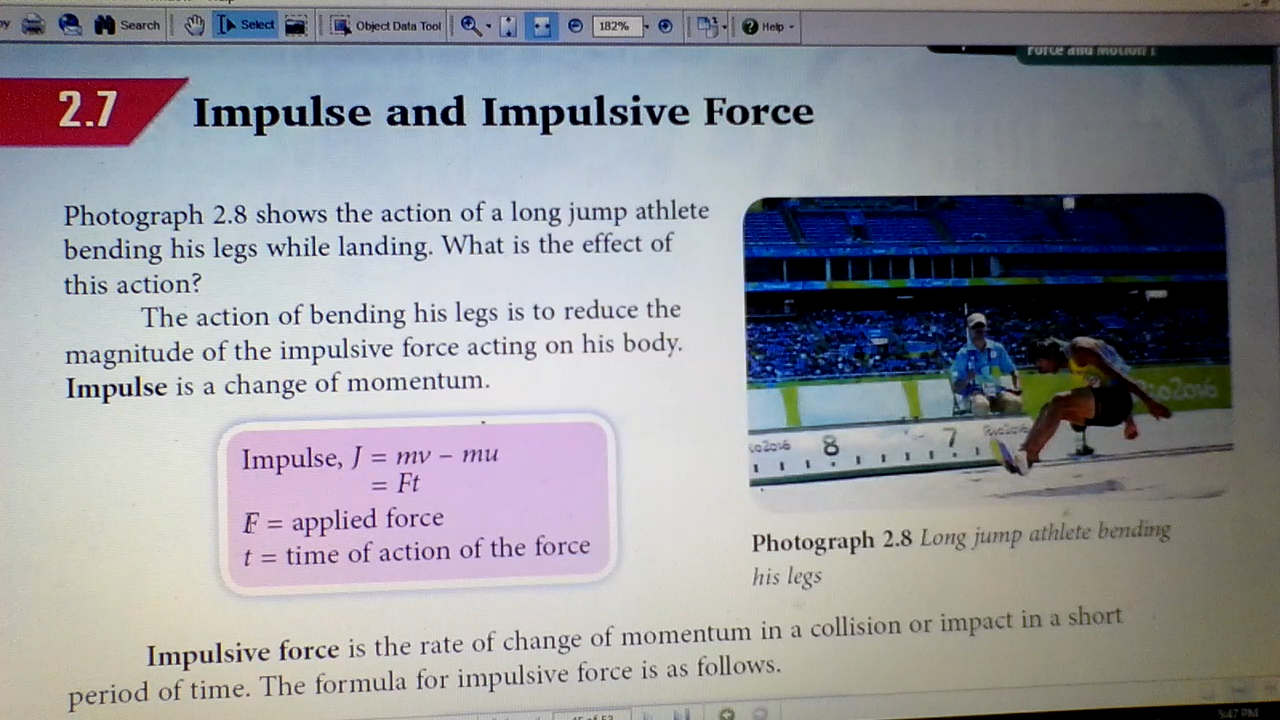 Search
Select
Object Data Tool
182%
Help
Force and Motion I
2.7 Impulse and Impulsive Force
Photograph 2.8 shows the action of a long jump athlete
bending his legs while landing. What is the effect of
this action?
The action of bending his legs is to reduce the
magnitude of the impulsive force acting on his body.
Impulse is a change of momentum.
Impulse, J = mv – mu
= Ft
F = applied force
t = time of action of the force
Rio2016
8
7
Photograph 2.8 Long jump athlete bending
his legs
Impulsive force is the rate of change of momentum in a collision or impact in a short
period of time. The formula for impulsive force is as follows.
5:47 PM